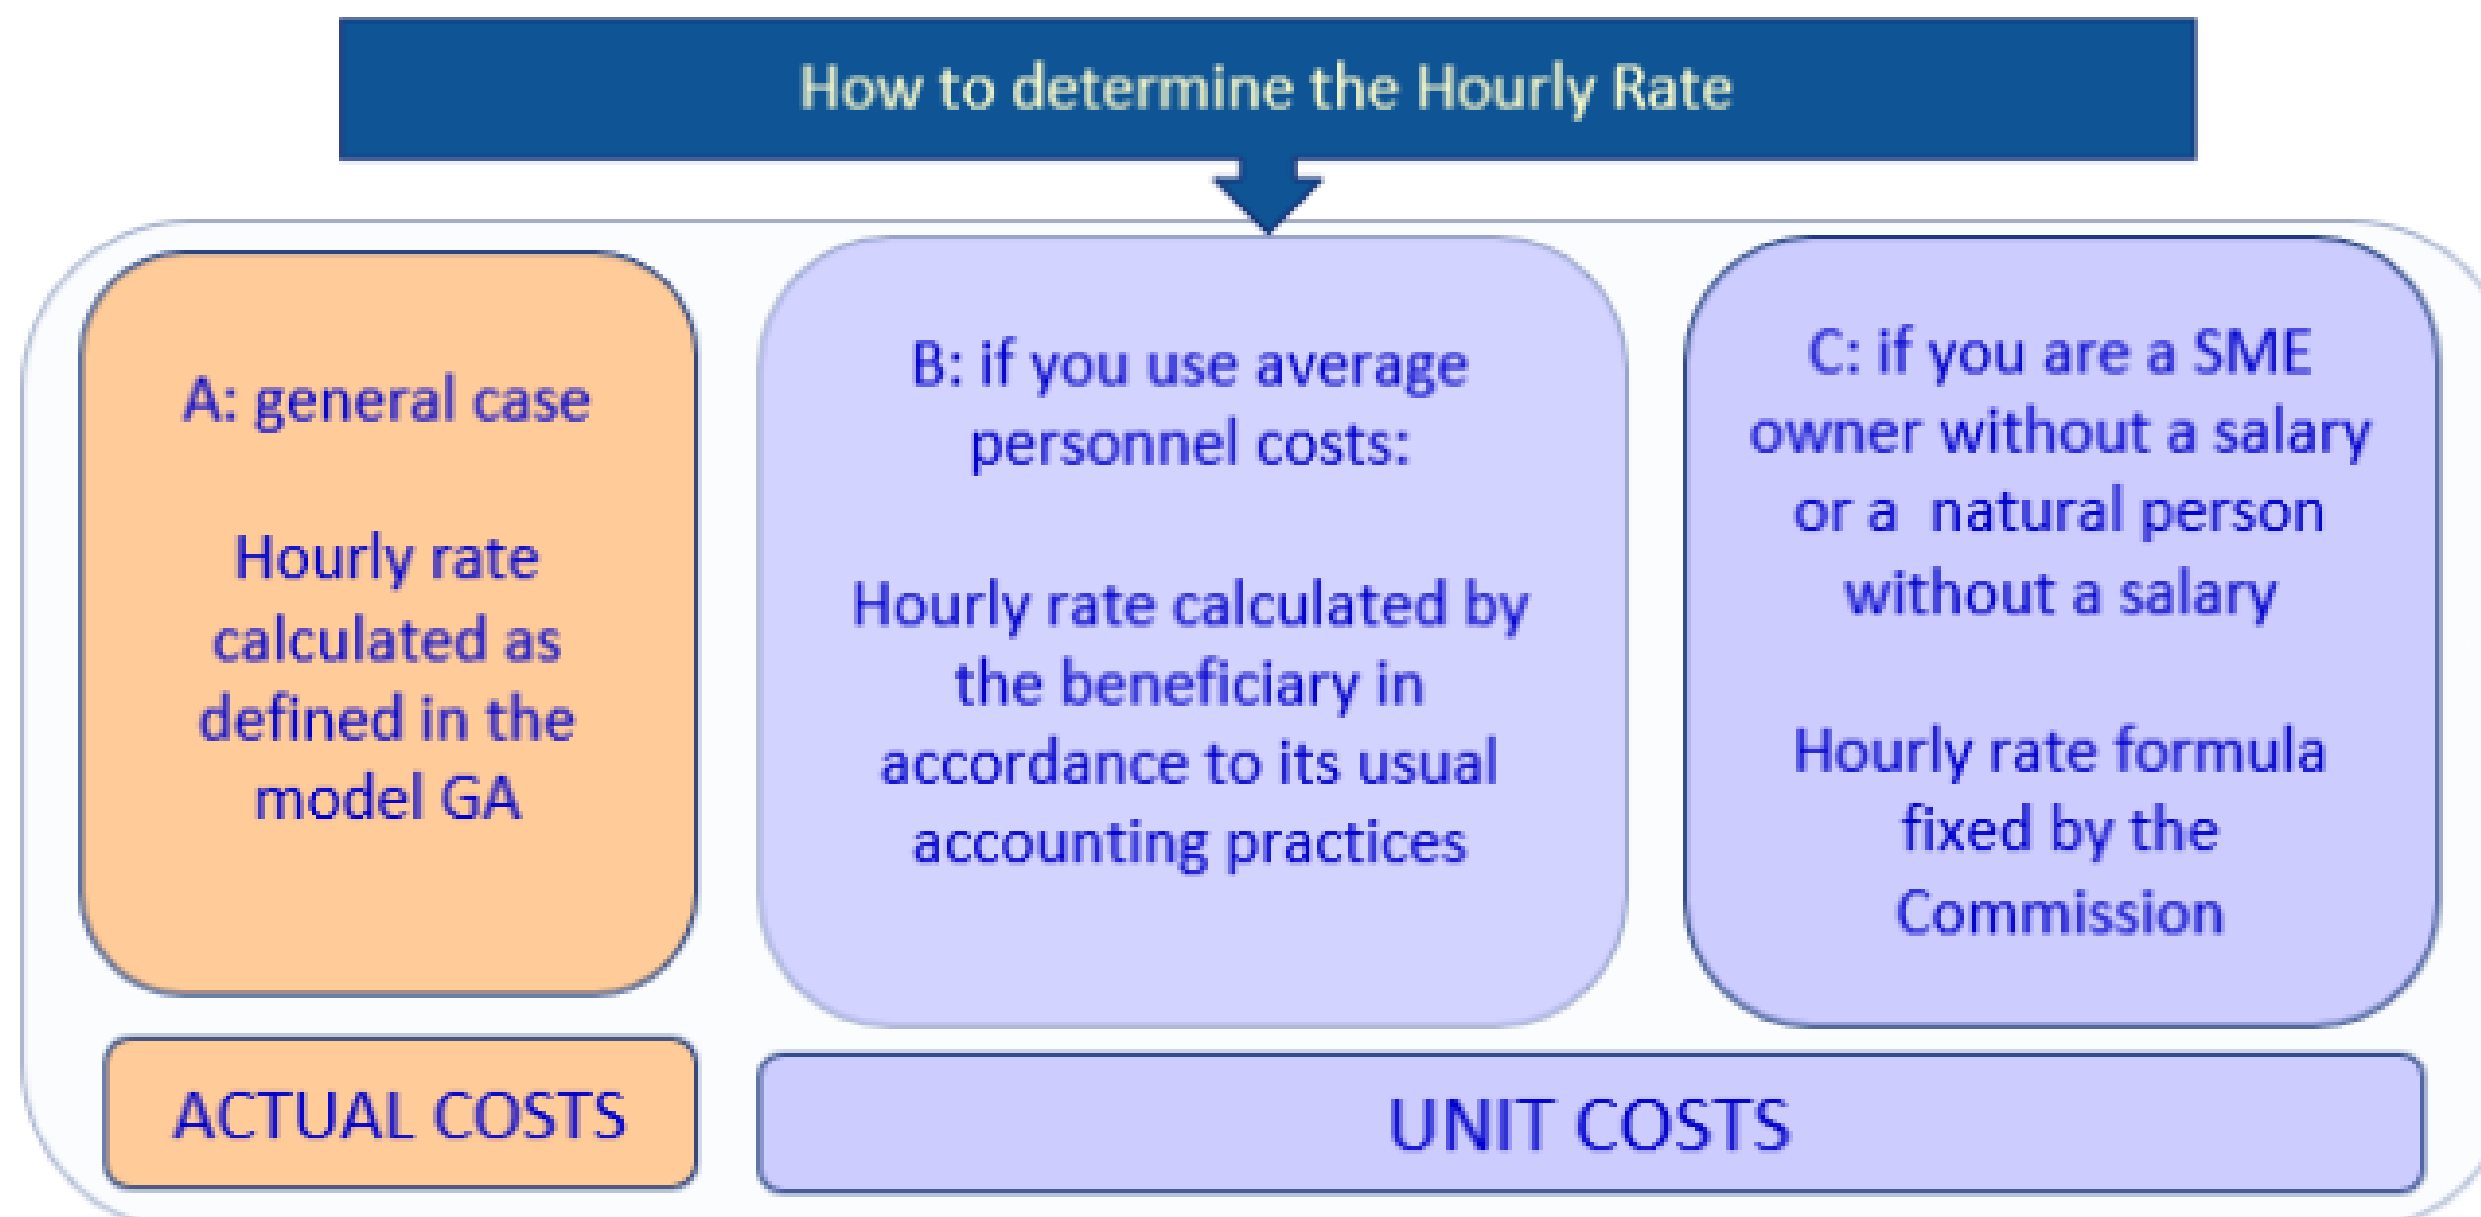 How to determine the Hourly Rate
A: general case
Hourly rate
calculated as
defined in the
model GA
B: if you use average
personnel costs:
Hourly rate calculated by
the beneficiary in
accordance to its usual
accounting practices
C: if you are a SME
owner without a salary
or a natural person
without a salary
Hourly rate formula
fixed by the
Commission
ACTUAL COSTS
UNIT COSTS